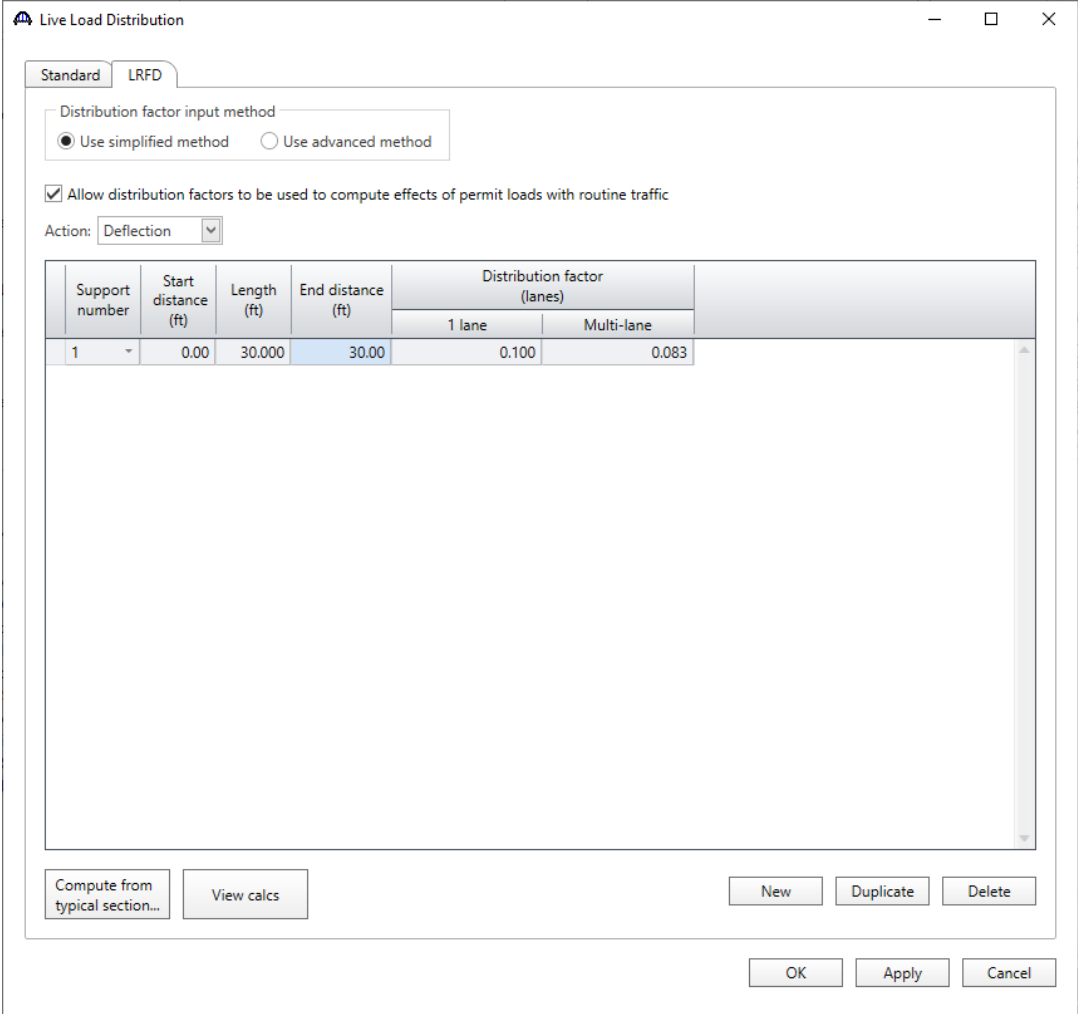 Live Load Distribution
Standard LRFD
Distribution factor input method
Use simplified method Use advanced method
Allow distribution factors to be used to compute effects of permit loads with routine traffic
Action: Deflection
Support number Start distance (ft) Length (ft) End distance (ft) Distribution factor (lanes)
1 lane Multi-lane
1 0.00 30.000 30.00 0.100 0.083
Compute from typical section... View calcs New Duplicate Delete
OK Apply Cancel